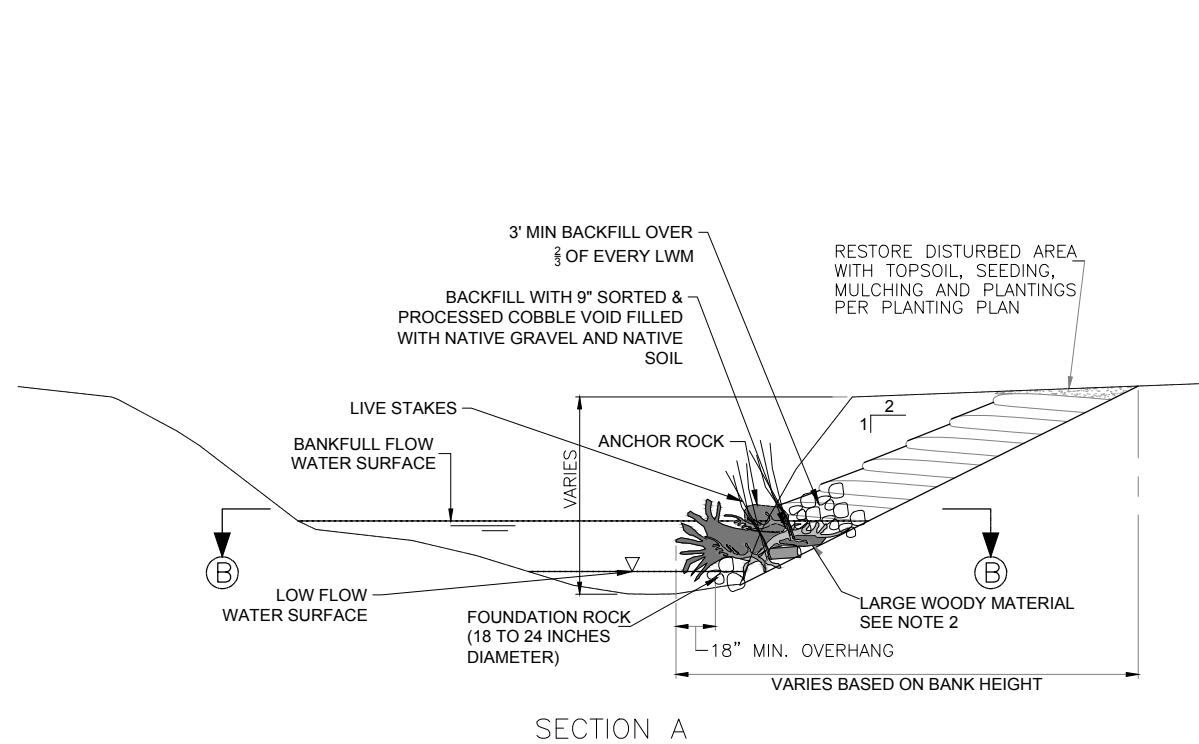 3' MIN BACKFILL OVER
2/3 OF EVERY LWM
RESTORE DISTURBED AREA
WITH TOPSOIL, SEEDING,
MULCHING AND PLANTINGS
PER PLANTING PLAN
BACKFILL WITH 9" SORTED &
PROCESSED COBBLE VOID FILLED
WITH NATIVE GRAVEL AND NATIVE
SOIL
LIVE STAKES
2
1
ANCHOR ROCK
BANKFULL FLOW
WATER SURFACE
VARIES
B
B
LOW FLOW
WATER SURFACE
FOUNDATION ROCK
(18 TO 24 INCHES
DIAMETER)
LARGE WOODY MATERIAL
SEE NOTE 2
18" MIN. OVERHANG
VARIES BASED ON BANK HEIGHT
SECTION A